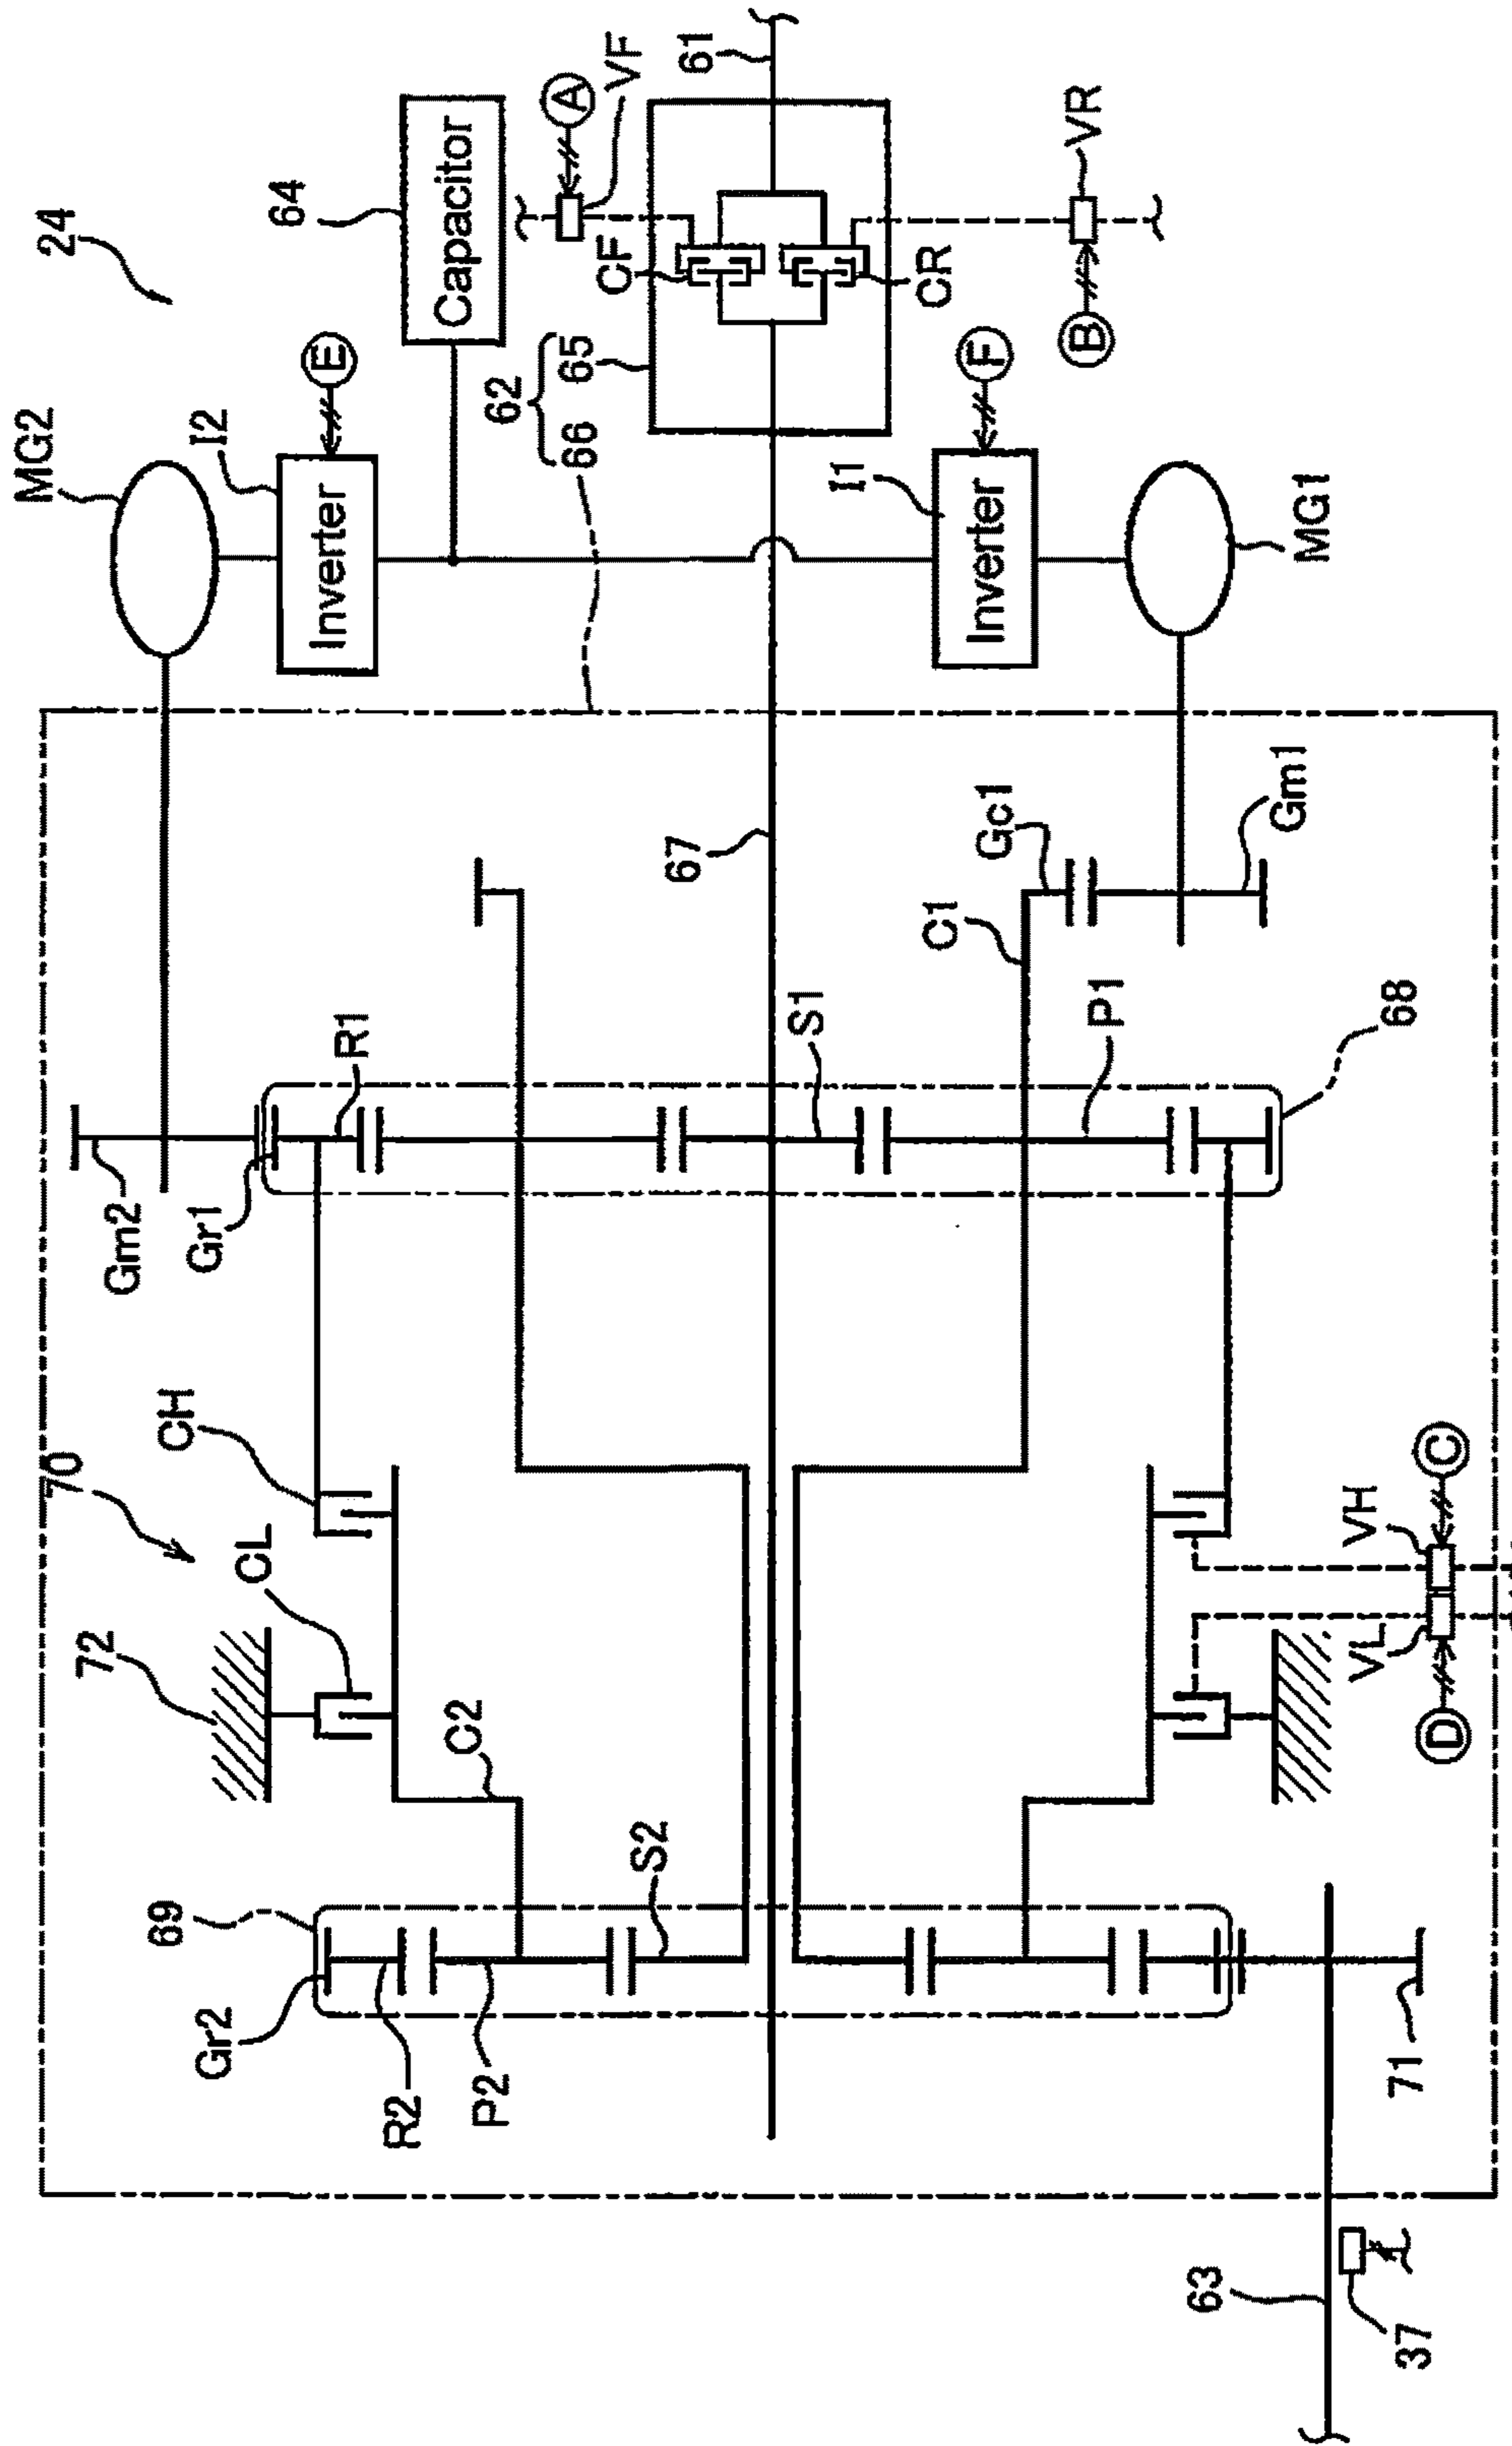 24
MG2
I2
E
Inverter
64
Capacitor
A
VF
62
65
66
CF
CR
61
VR
B
F
I1
Inverter
MG1
67
Gc1
C1
Gm1
R1
S1
P1
68
Gm2
Gr1
CH
70
CL
72
C2
VH
C
VL
D
S2
69
Gr2
R2
P2
71
63
37